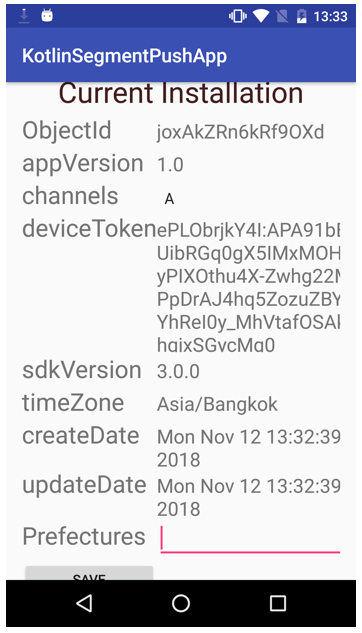 13:33
KotlinSegmentPushApp
Current Installation
ObjectId joxAkZRn6kRf9OXd
appVersion 1.0
channels A
deviceToken ePLObrjkY4I:APA91bE
UibRGq0gX5IMxMOH
yPIXOthu4X-Zwhg22M
PpDrAJ4hq5ZozuZBY
YhReI0y_MhVtafOSAk
hqixSGvcMq0
sdkVersion 3.0.0
timeZone Asia/Bangkok
createDate Mon Nov 12 13:32:39
2018
updateDate Mon Nov 12 13:32:39
2018
Prefectures
SAVE